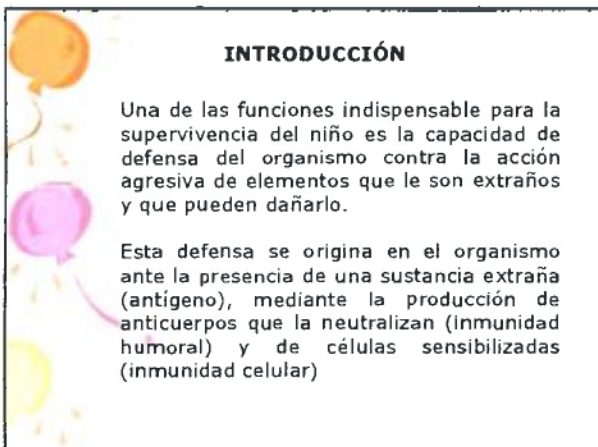 INTRODUCCIÓN
Una de las funciones indispensable para la
supervivencia del niño es la capacidad de
defensa del organismo contra la acción
agresiva de elementos que le son extraños
y que pueden dañarlo.
Esta defensa se origina en el organismo
ante la presencia de una sustancia extraña
(antígeno), mediante la producción de
anticuerpos que la neutralizan (inmunidad
humoral) y de células sensibilizadas
(inmunidad celular)